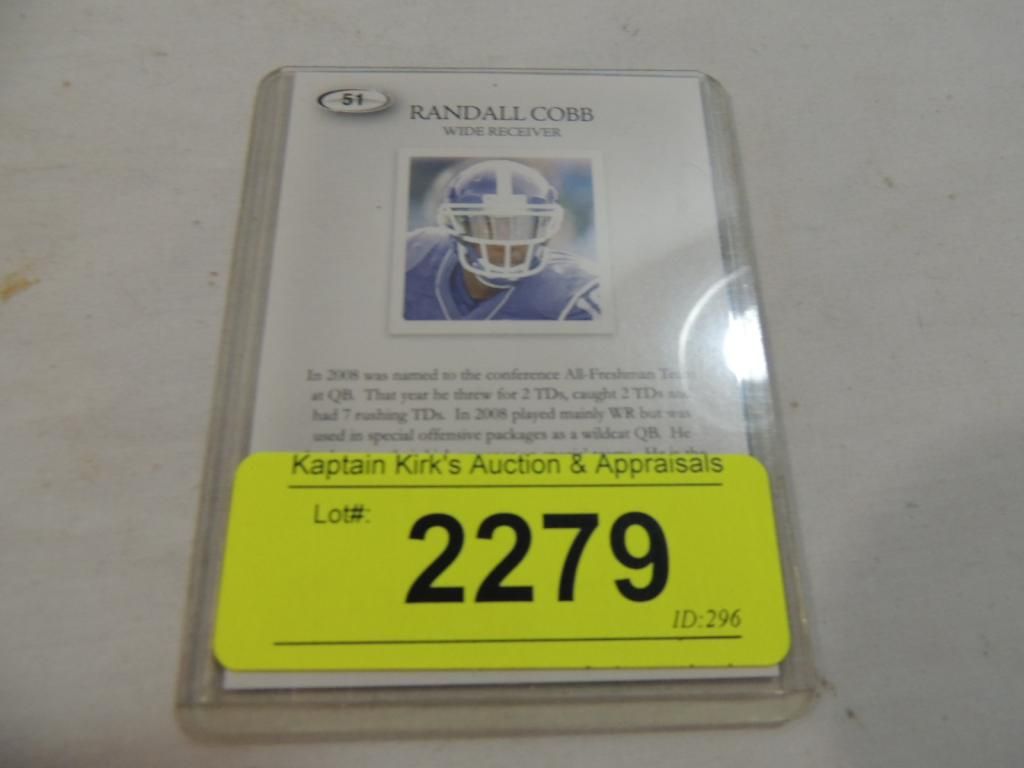 51
RANDALL COBB
WIDE RECEIVER
In 2008 was named to the conference All-Freshman Team
at QB. That year he threw for 2 TDs, caught 2 TDs and
had 7 rushing TDs. In 2008 played mainly WR but was
used in special offensive packages as a wildcat QB. He
Kaptain Kirk's Auction & Appraisals
Lot#: 2279
ID:296